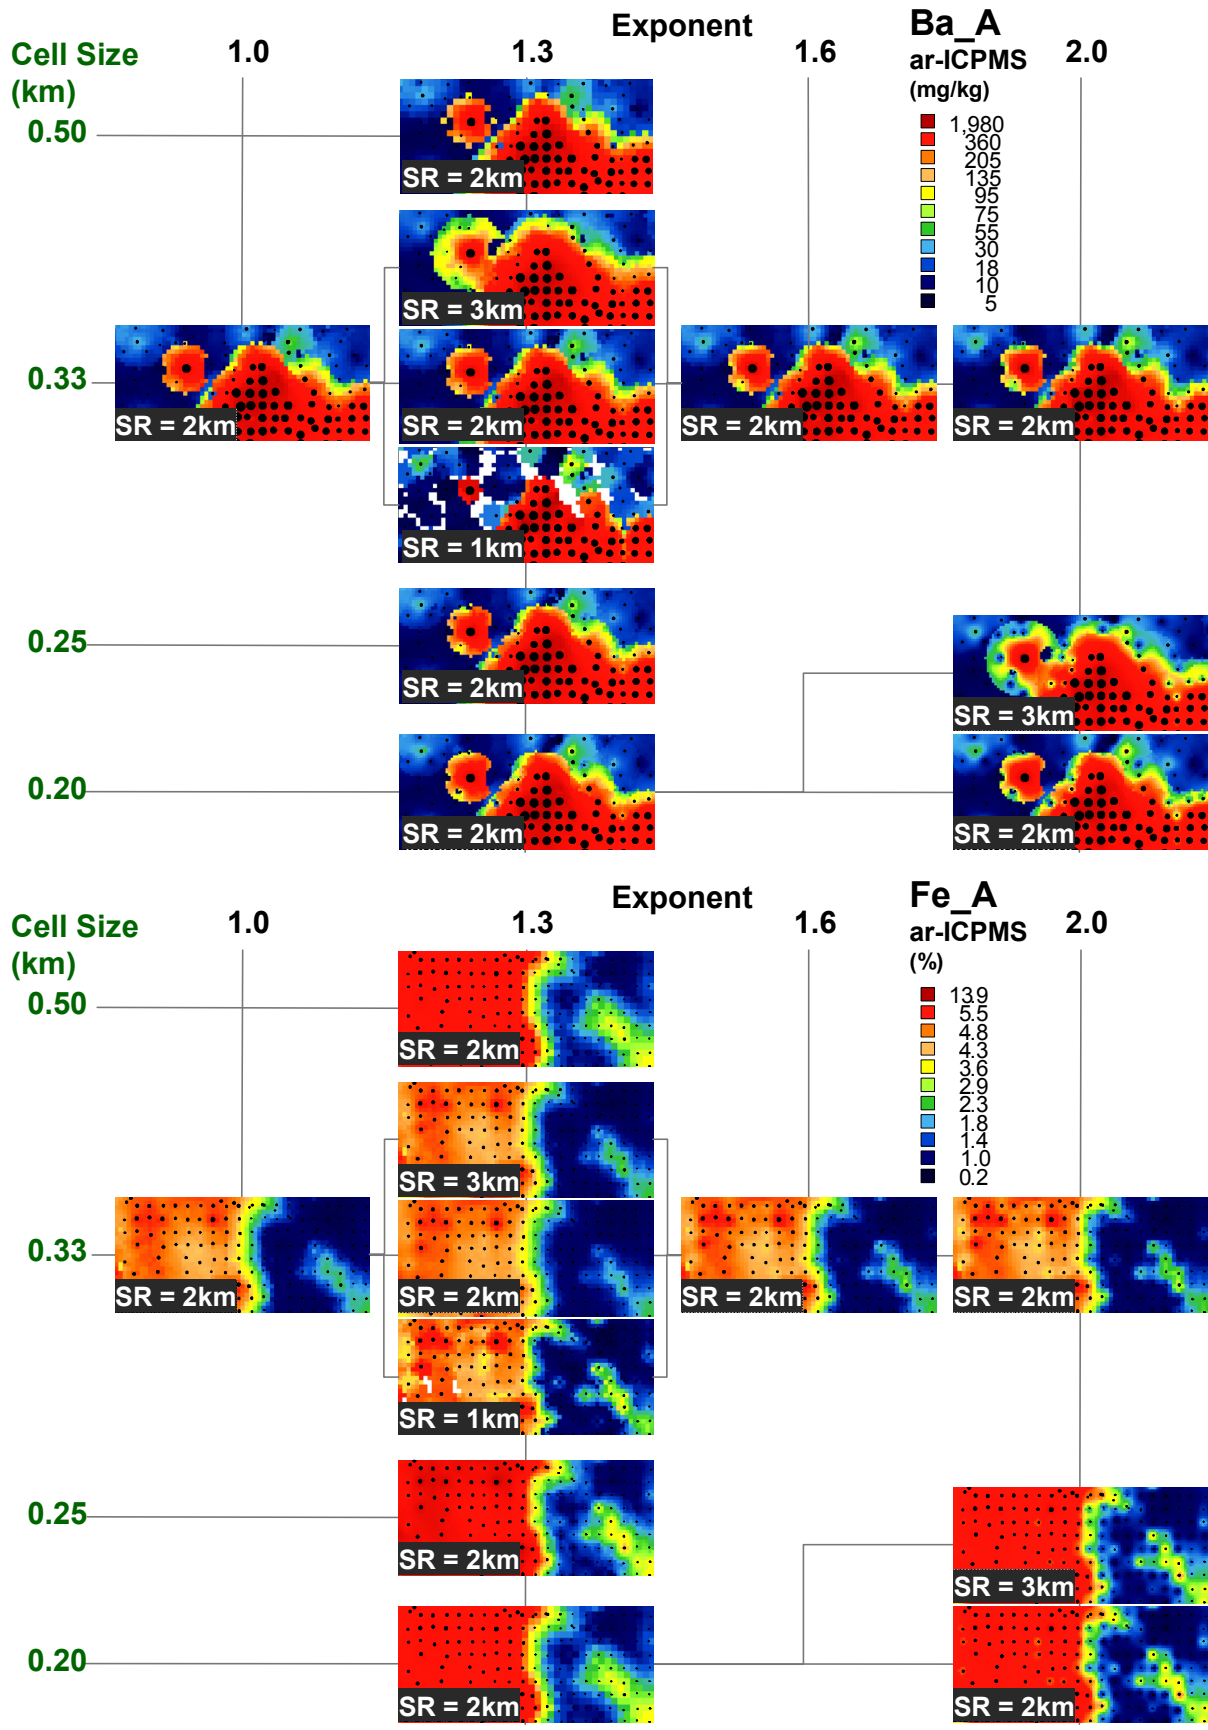 Exponent
Ba_A
Cell Size
(km)
1.0
1.3
1.6
ar-ICPMS
2.0
(mg/kg)
1,980
360
205
135
95
75
55
30
18
10
5
0.50
SR = 2km
SR = 3km
0.33
SR = 2km
SR = 2km
SR = 2km
SR = 2km
SR = 1km
0.25
SR = 2km
SR = 3km
0.20
SR = 2km
SR = 2km
Exponent
Fe_A
Cell Size
(km)
1.0
1.3
1.6
ar-ICPMS
2.0
(%)
13.9
5.5
4.8
4.3
3.6
2.9
2.3
1.8
1.4
1.0
0.2
0.50
SR = 2km
SR = 3km
0.33
SR = 2km
SR = 2km
SR = 2km
SR = 2km
SR = 1km
0.25
SR = 2km
SR = 3km
0.20
SR = 2km
SR = 2km